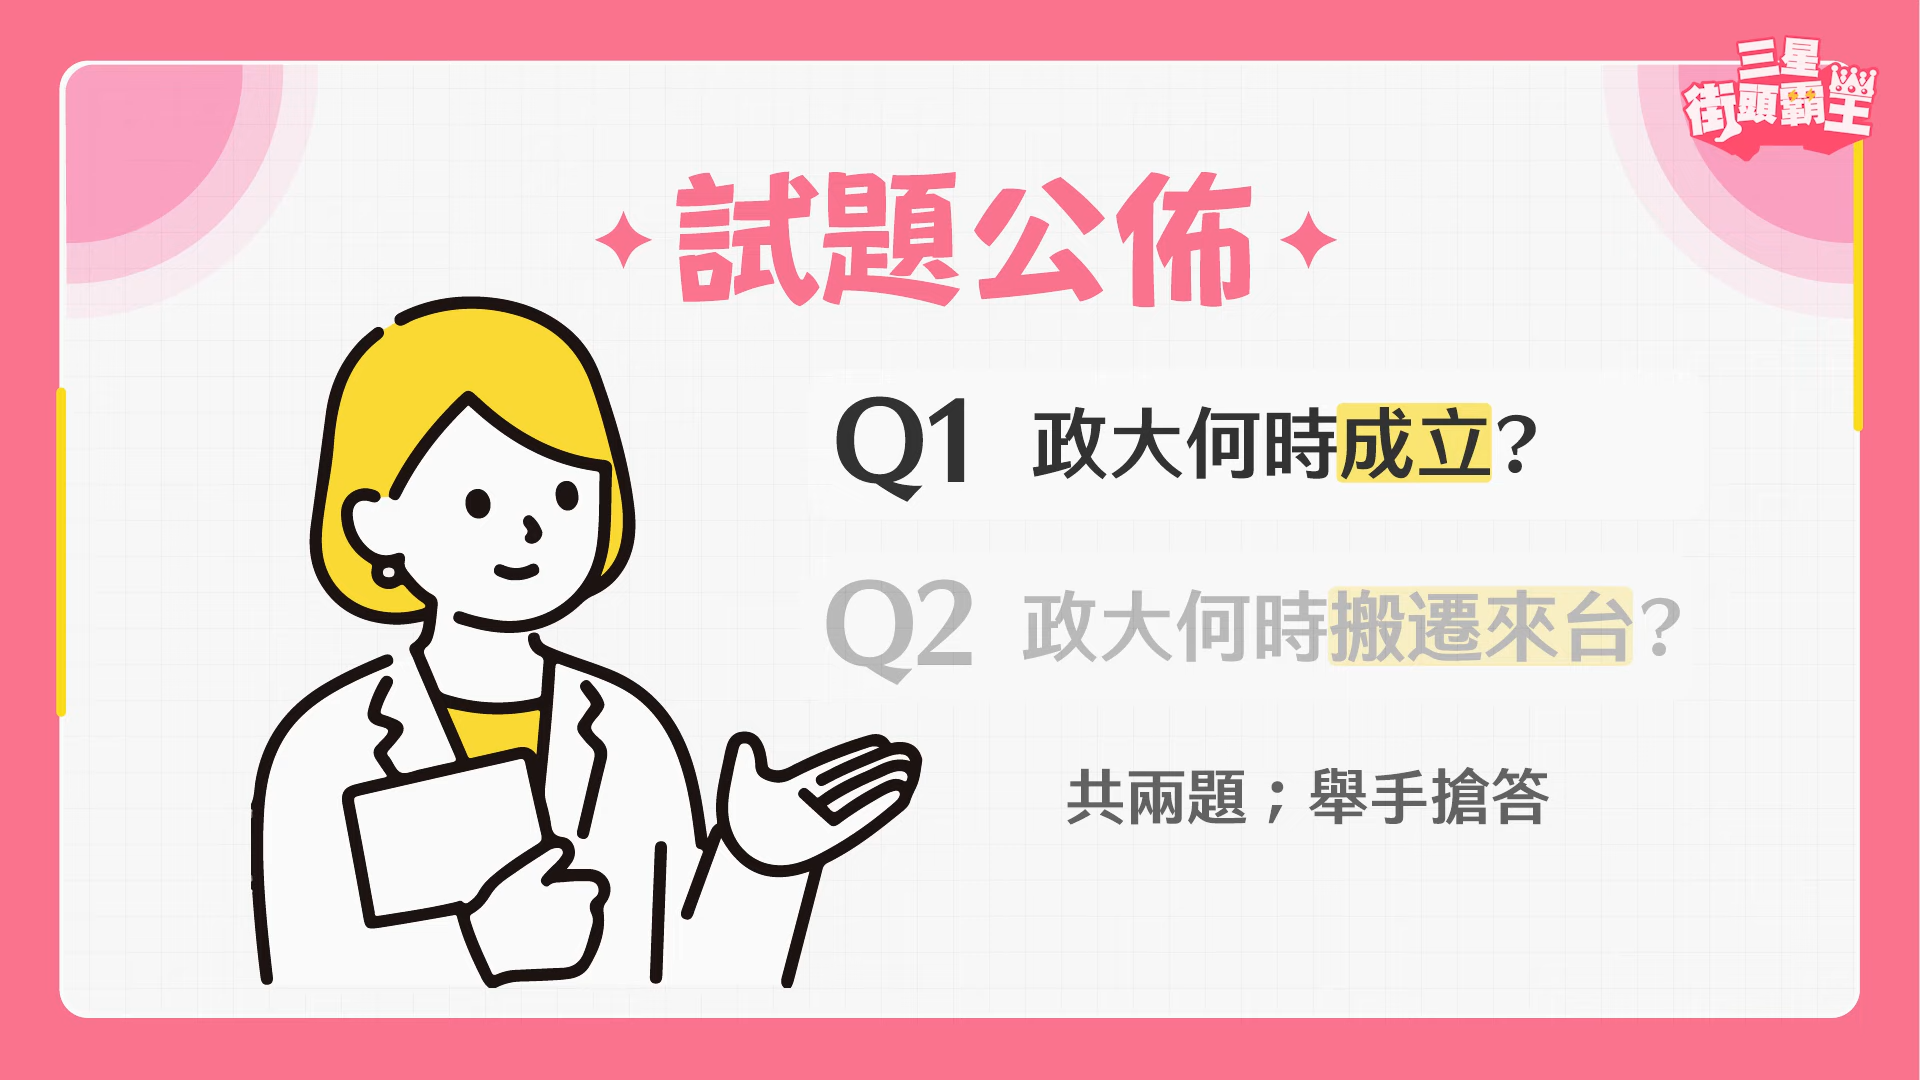 三星
街頭霸王
試題公佈
Q1 政大何時成立?
Q2 政大何時搬遷來台?
共兩題；舉手搶答